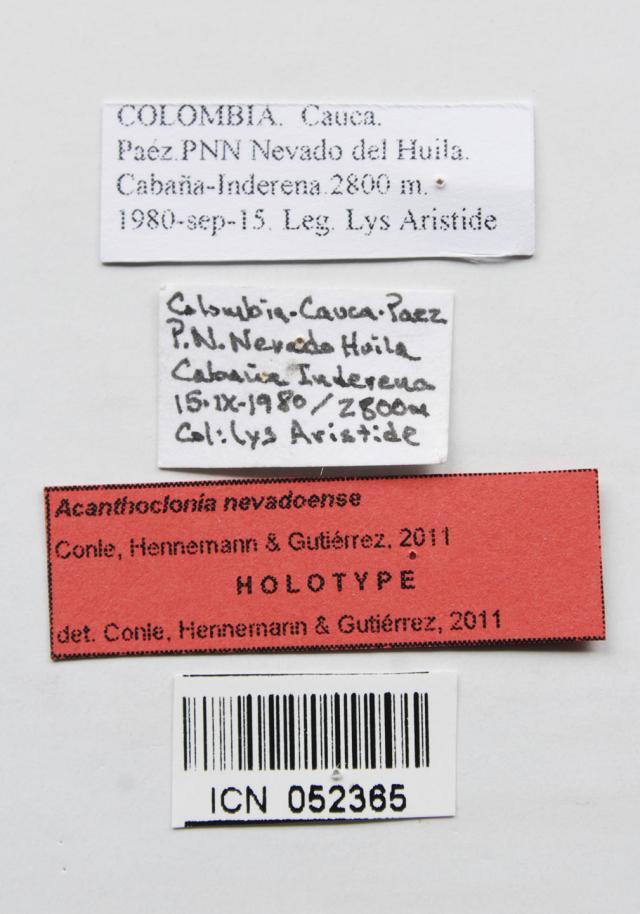 COLOMBIA. Cauca.
Paéz.PNN Nevado del Huila.
Cabaña-Inderena.2800 m.
1980-sep-15. Leg. Lys Aristide
Colombia-Cauca-Paez
P.N. Nevado Huila
Cabaña Inderena
15-IX-1980/2800m
Col: Lys Aristide
Acanthoclonia nevadoense
Conle, Hennemann & Gutiérrez, 2011
HOLOTYPE
det. Conle, Hennemann & Gutiérrez, 2011
ICN 052365